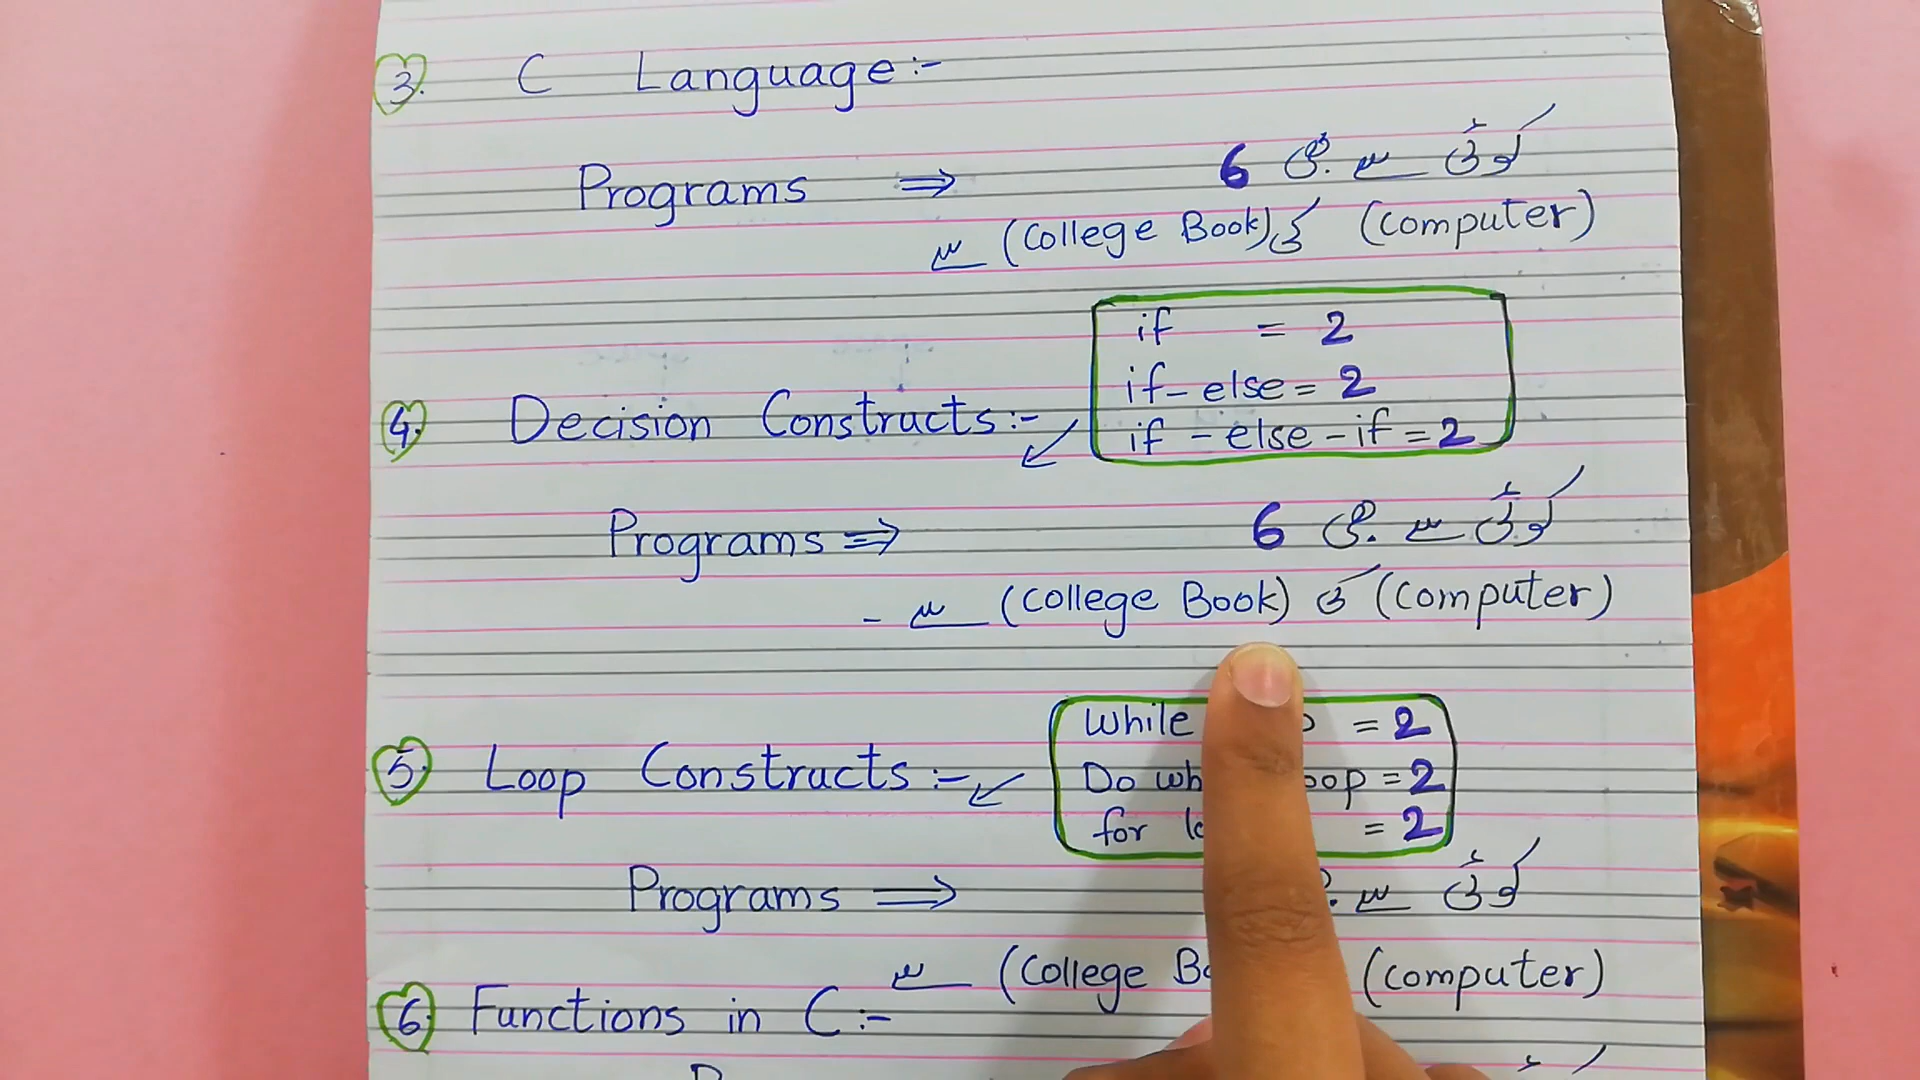 3. C Language:-
Programs ⇒ 6 کوئی سے بھی
(Computer) کی (College Book) سے
if = 2
if-else = 2
if-else-if = 2
4. Decision Constructs:-
Programs ⇒ 6 کوئی سے بھی
(Computer) کی (College Book) سے -
While = 2
Do = 2
for = 2
5. Loop Constructs:-
Programs ⇒ کوئی سے
(Computer) (College سے
6. Functions in C:-